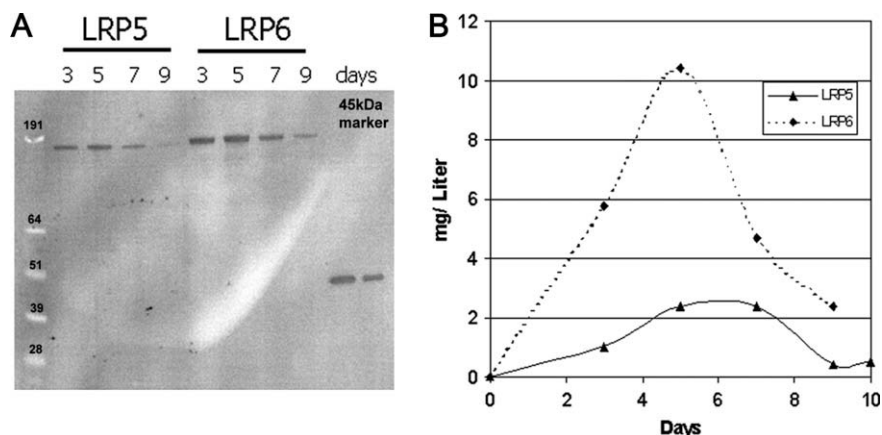 A
LRP5 LRP6
3 5 7 9 3 5 7 9 days
45kDa
marker
191
64
51
39
28
B
mg/ Liter
12
10
8
6
4
2
0
LRP5
LRP6
0 2 4 6 8 10
Days